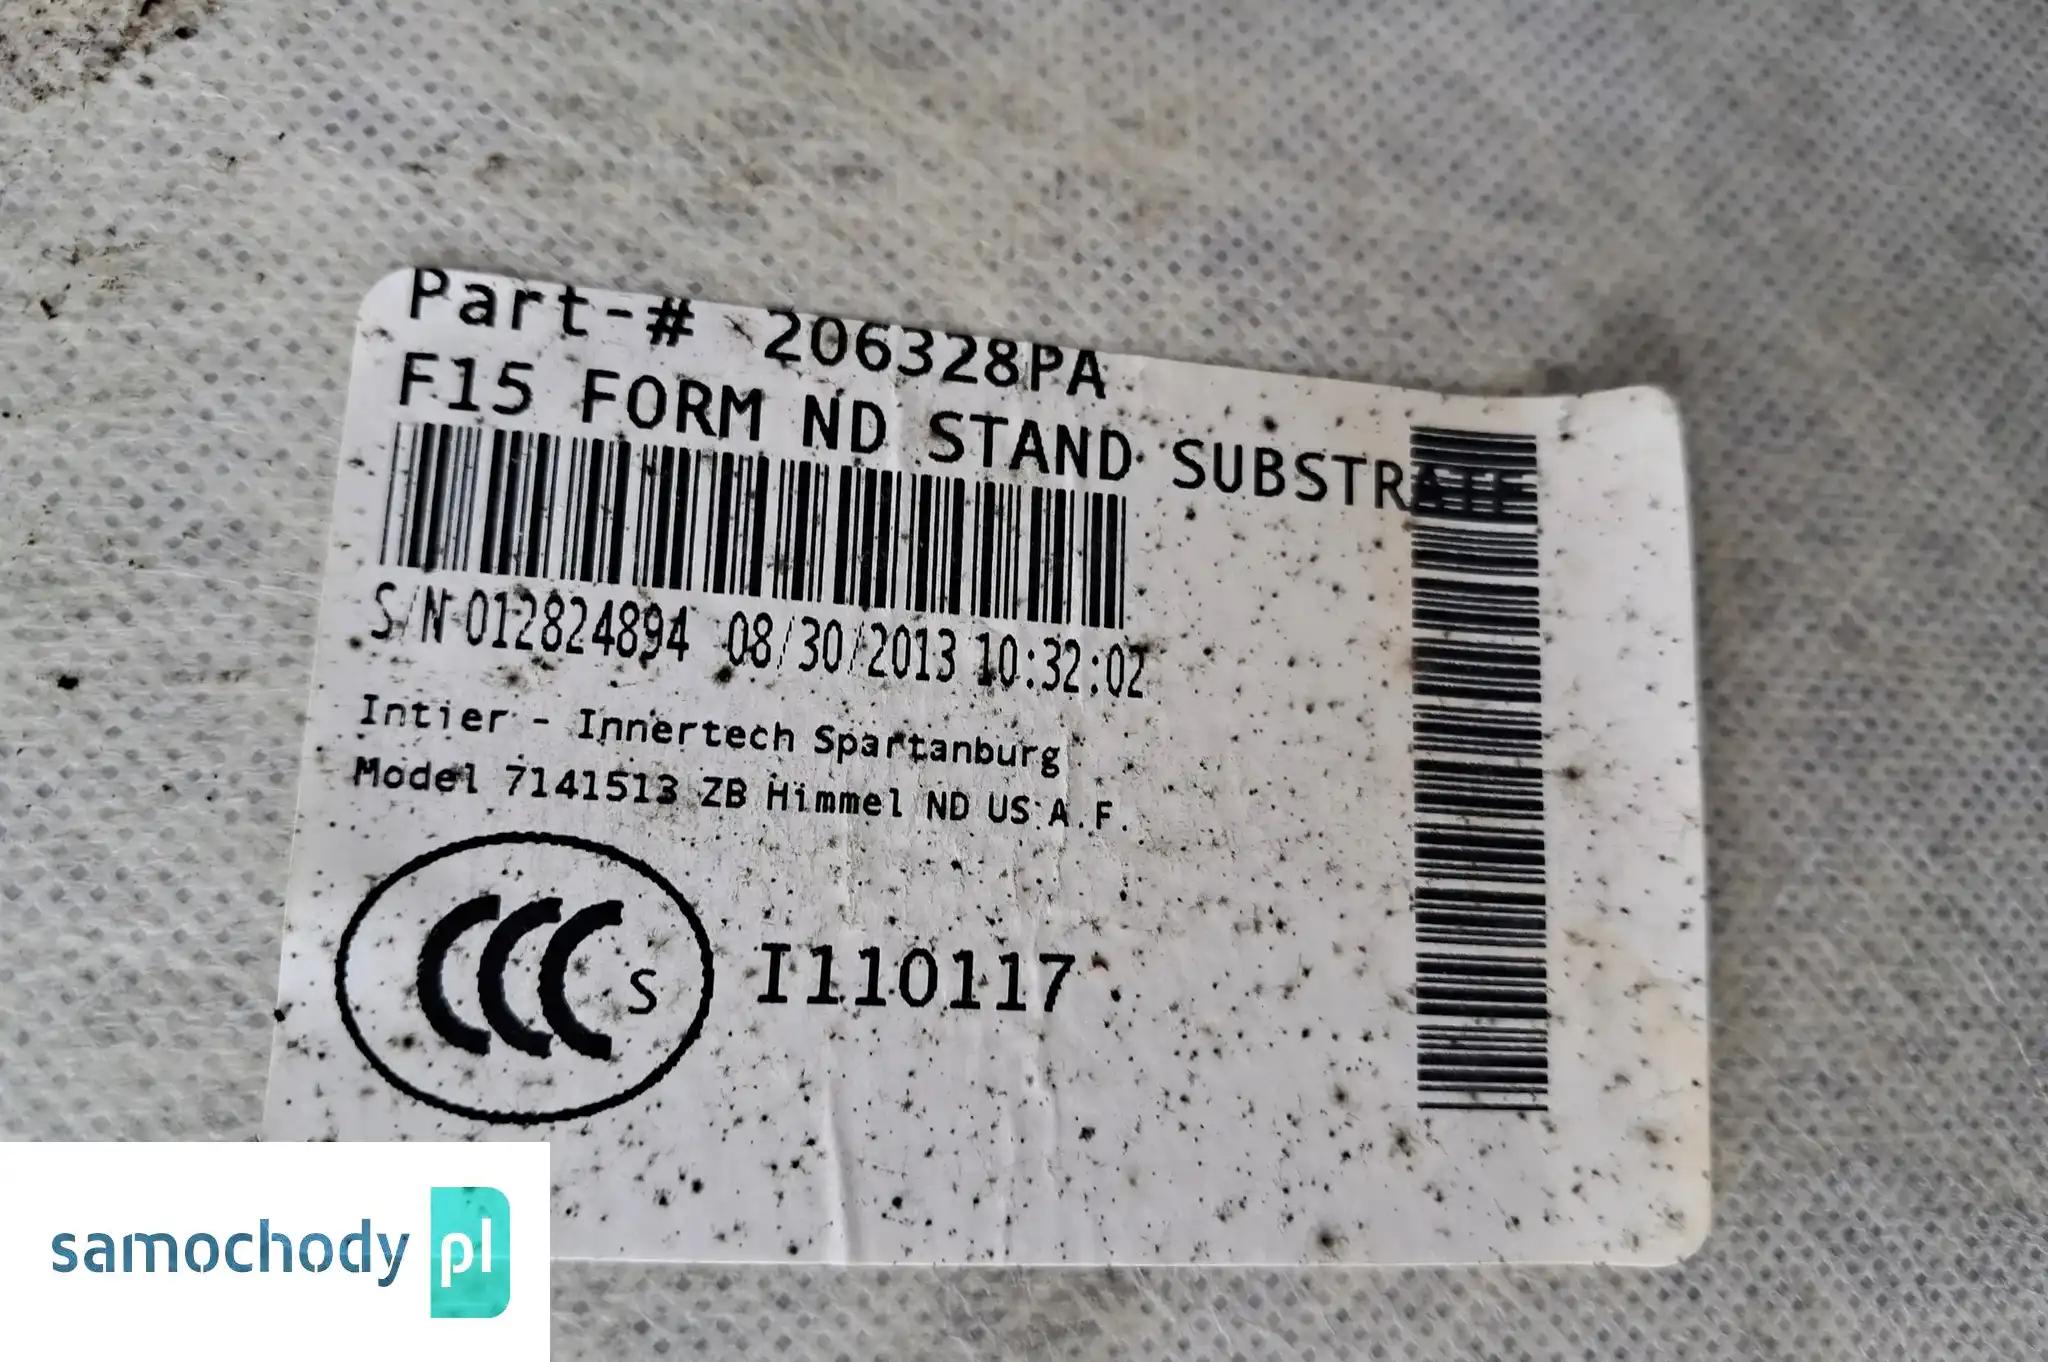 Part-# 206328PA
F15 FORM ND STAND SUBSTRATE
S/N 012824894 08/30/2013 10:32:02
Intier - Innertech Spartanburg
Model 7141513 ZB Himmel ND US A.F.
CCC S I110117
samochody pl